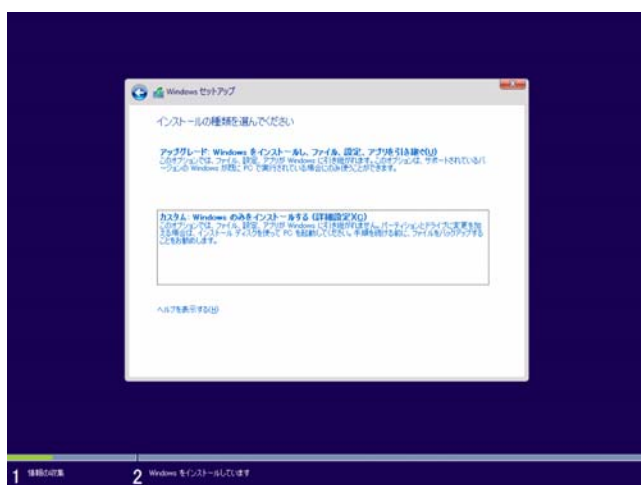 Windows セットアップ
インストールの種類を選んでください
アップグレード: Windows をインストールし、ファイル、設定、アプリを引き継ぐ(U)
このオプションでは、ファイル、設定、アプリが Windows に引き継がれます。このオプションは、サポートされているバ
ージョンの Windows が既に PC で実行されている場合にのみ使うことができます。
カスタム: Windows のみをインストールする (詳細設定)(C)
このオプションでは、ファイル、設定、アプリが Windows に引き継がれません。パーティションとドライブに変更を加
える場合は、インストール ディスクを使って PC を起動してください。手順を続ける前に、ファイルをバックアップする
ことをお勧めします。
ヘルプを表示する(H)
1 情報の収集
2 Windows をインストールしています